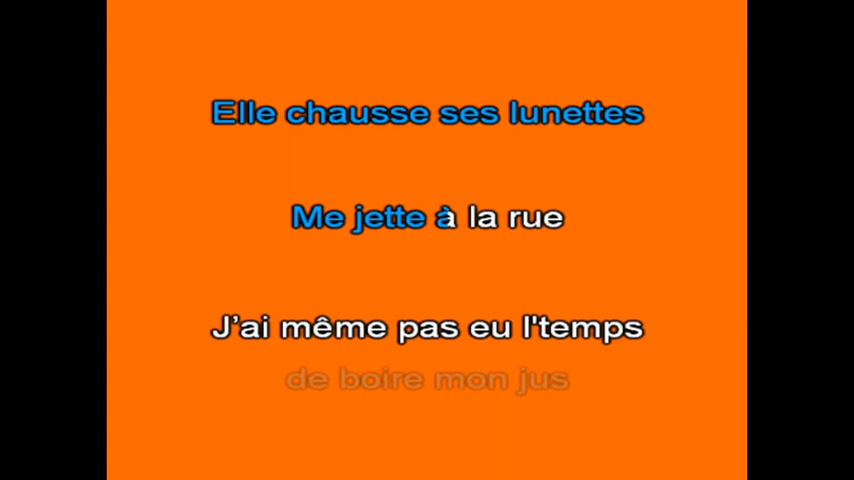 Elle chausse ses lunettes
Me jette à la rue
J’ai même pas eu l'temps
de boire mon jus